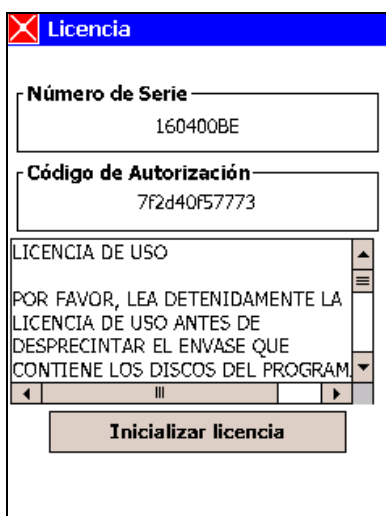 Licencia
Número de Serie
160400BE
Código de Autorización
7f2d40f57773
LICENCIA DE USO
POR FAVOR, LEA DETENIDAMENTE LA
LICENCIA DE USO ANTES DE
DESPRECINTAR EL ENVASE QUE
CONTIENE LOS DISCOS DEL PROGRAM
Inicializar licencia